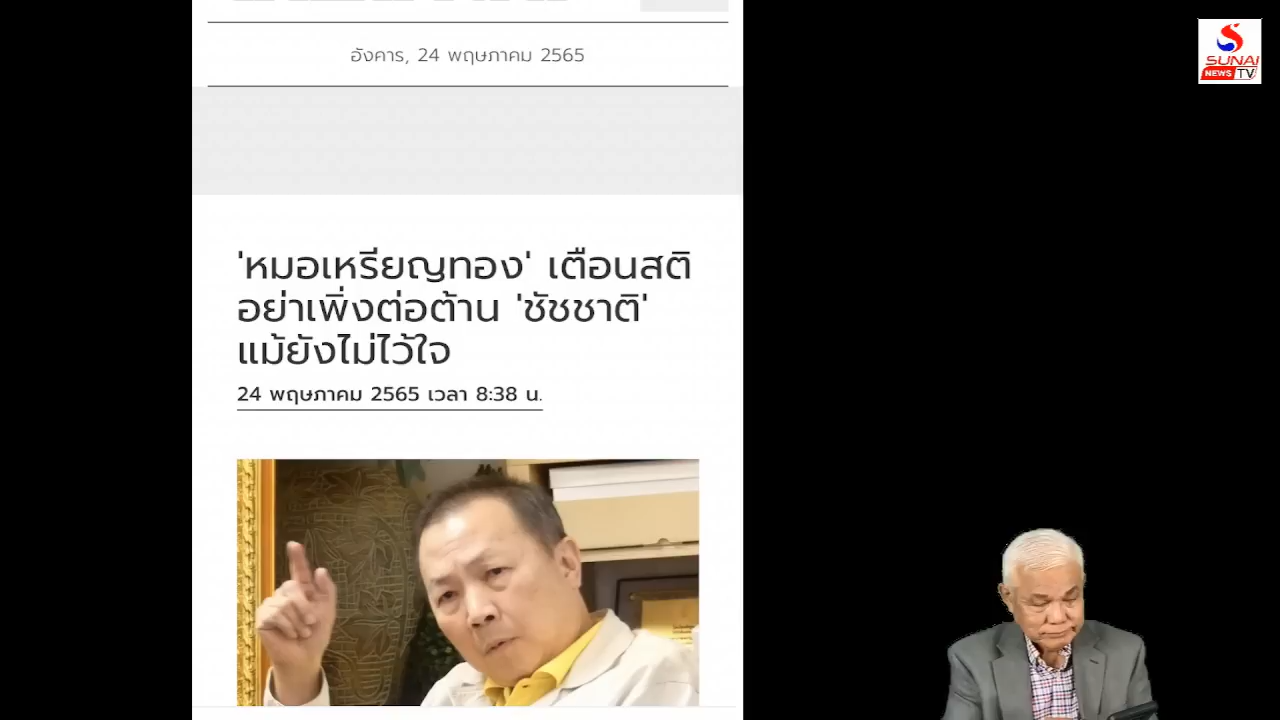 อังคาร, 24 พฤษภาคม 2565
SUNAI
NEWS TV
'หมอเหรียญทอง' เตือนสติ
อย่าเพิ่งต่อต้าน 'ชัชชาติ'
แม้ยังไม่ไว้ใจ
24 พฤษภาคม 2565 เวลา 8:38 น.